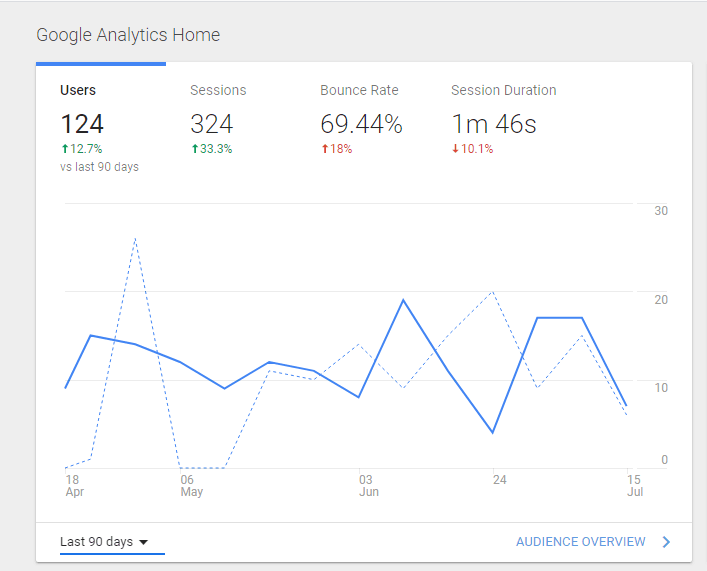 Google Analytics Home
Users Sessions Bounce Rate Session Duration
124 324 69.44% 1m 46s
↑12.7% ↑33.3% ↑18% ↓10.1%
vs last 90 days
30
20
10
0
18 06 03 24 15
Apr May Jun Jul
Last 90 days AUDIENCE OVERVIEW